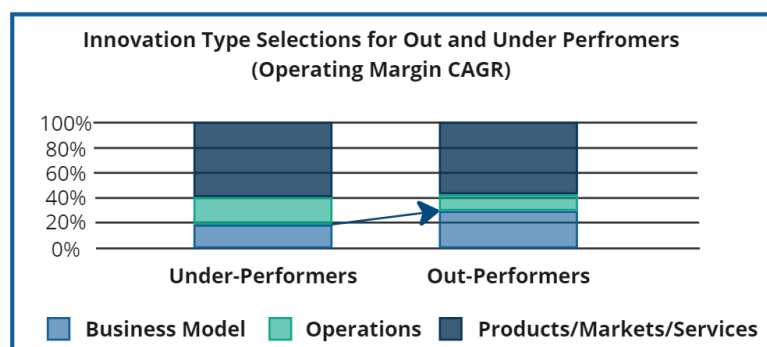 Innovation Type Selections for Out and Under Perfromers
(Operating Margin CAGR)
100%
80%
60%
40%
20%
0%
Under-Performers Out-Performers
Business Model Operations Products/Markets/Services